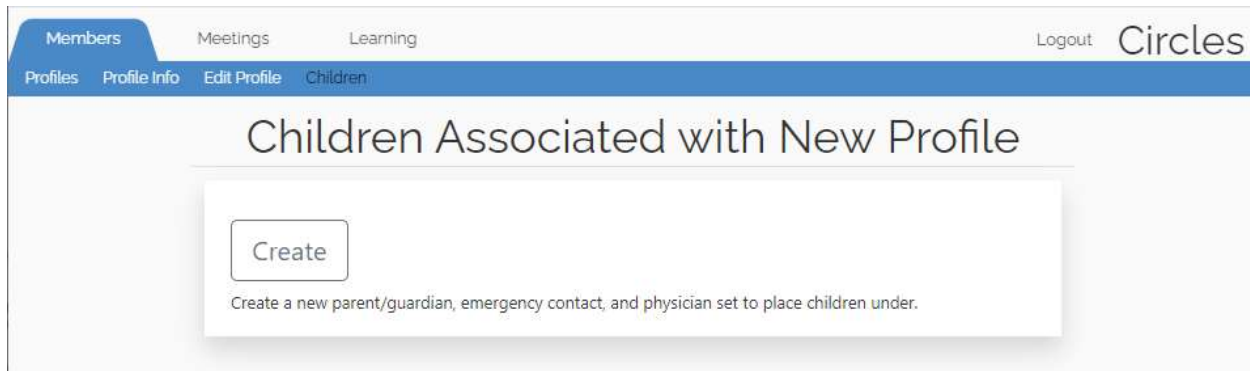 Members Meetings Learning Logout Circles
Profiles Profile Info Edit Profile Children
Children Associated with New Profile
Create
Create a new parent/guardian, emergency contact, and physician set to place children under.